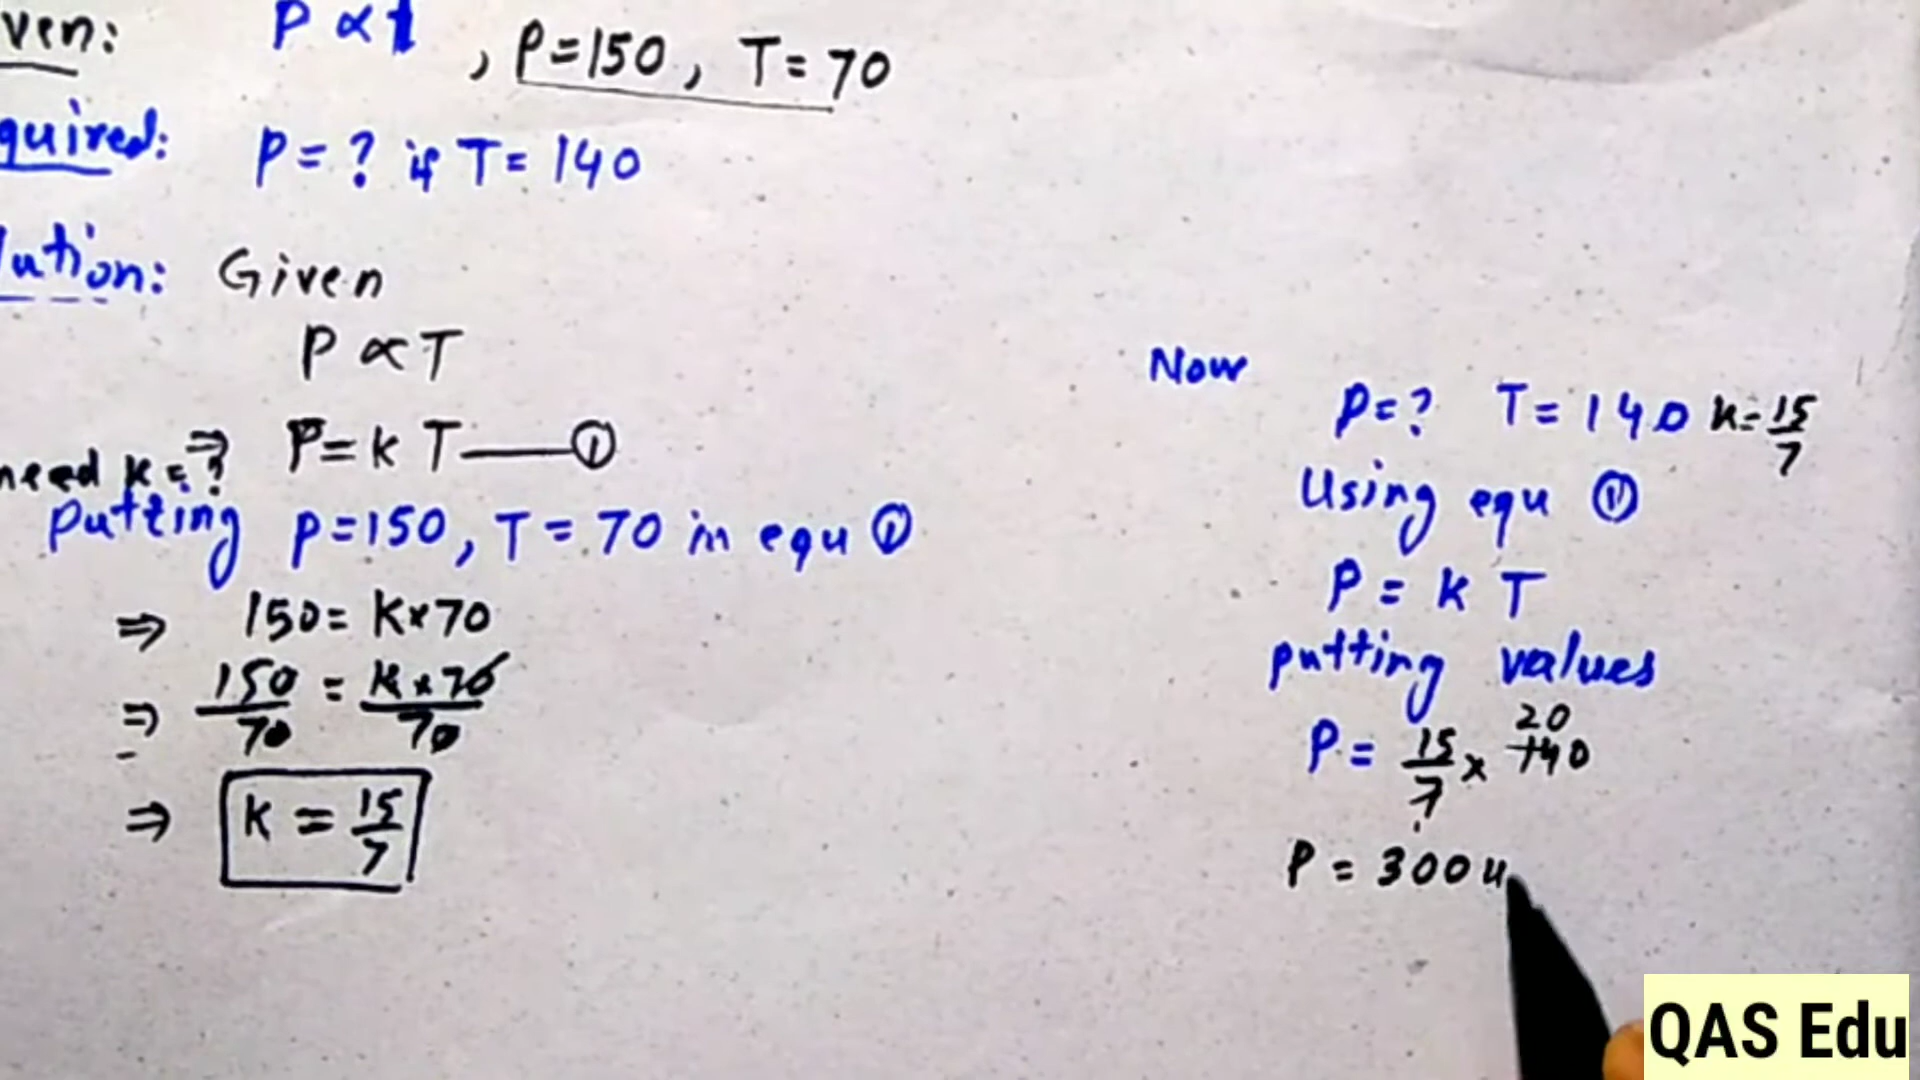 ven: P ∝ t , P=150, T=70
quired: P=? if T=140
lution: Given
P ∝ T
⇒ P=KT——①
need K=?
Putting P=150, T=70 in equ ①
⇒ 150=K×70
⇒ 150/70 = K×70/70
⇒ K = 15/7
Now
P=? T=140 K=15/7
Using equ ①
P = K T
putting values
20
P = 15/7 × 140
P = 300 u
QAS Edu